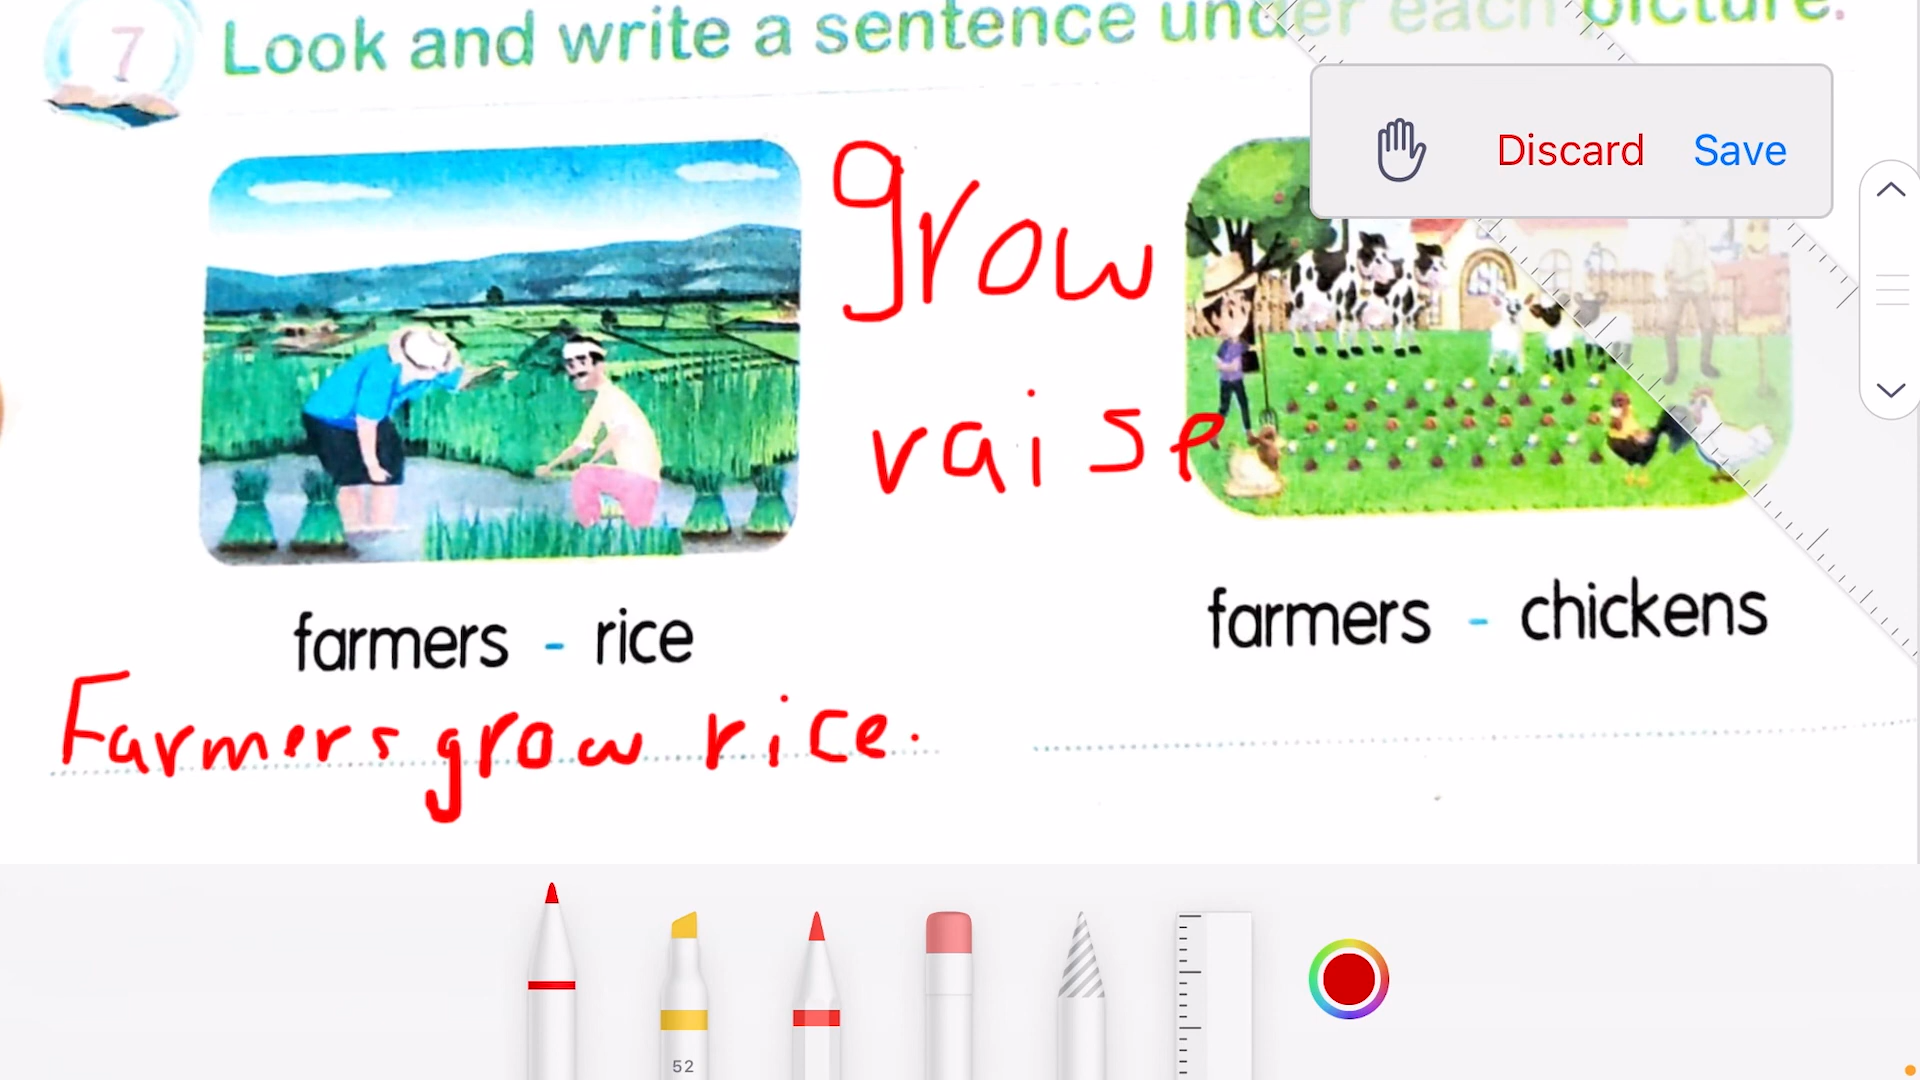 7 Look and write a sentence under each picture.
Discard Save
grow
raise
farmers - rice
farmers - chickens
Farmers grow rice.
52